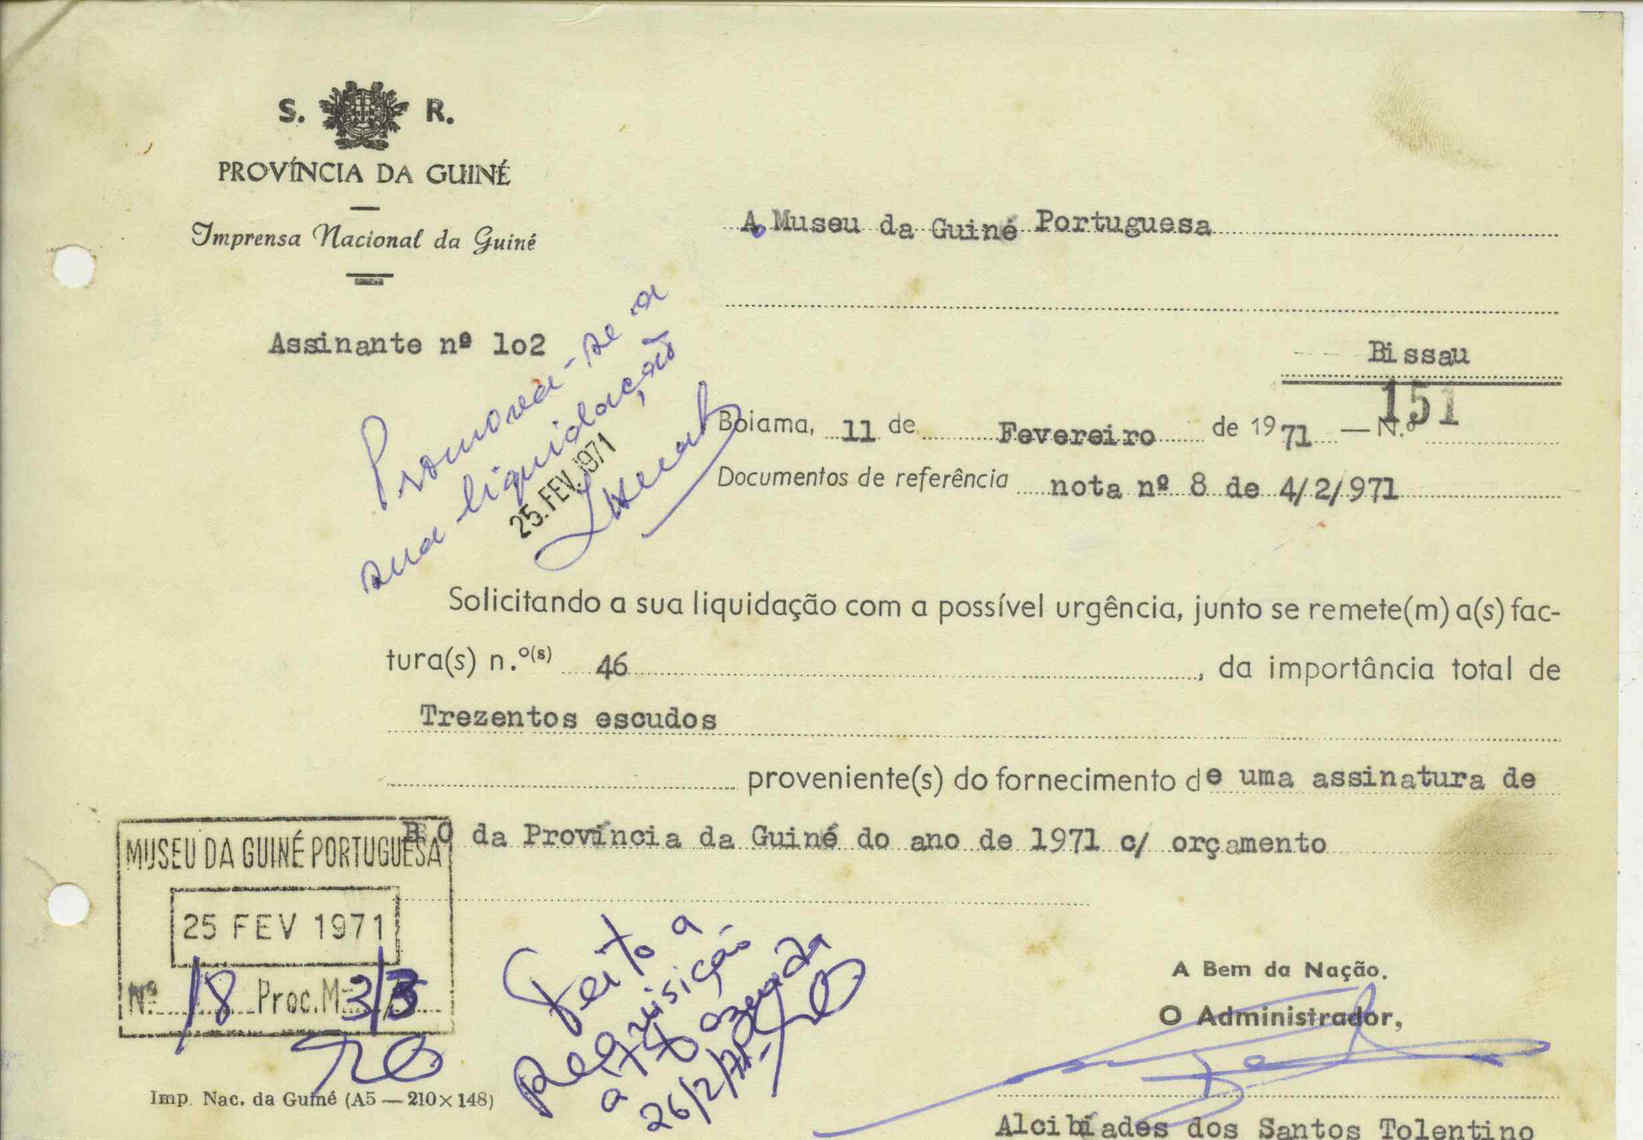 S. R.
PROVÍNCIA DA GUINÉ
Imprensa Nacional da Guiné
Ao Museu da Guiné Portuguesa
Assinante nº 1o2
Bissau
Bolama, 11 de Fevereiro de 1971 — N.º 151
Documentos de referência nota nº 8 de 4/2/971
Promova-se a
sua liquidação
25.FEV.1971
Solicitando a sua liquidação com a possível urgência, junto se remete(m) a(s) fac-
tura(s) n.º(s) 46, da importância total de
Trezentos escudos
proveniente(s) do fornecimento de uma assinatura de
B O da Província da Guiné do ano de 1971 c/ orçamento
MUSEU DA GUINÉ PORTUGUESA
25 FEV 1971
Nº 18 Proc. M 3/3
Feito a
Requisição
a
26/2/71
A Bem da Nação.
O Administrador,
Imp. Nac. da Guiné (A5 — 210×148)
Alcibíades dos Santos Tolentino